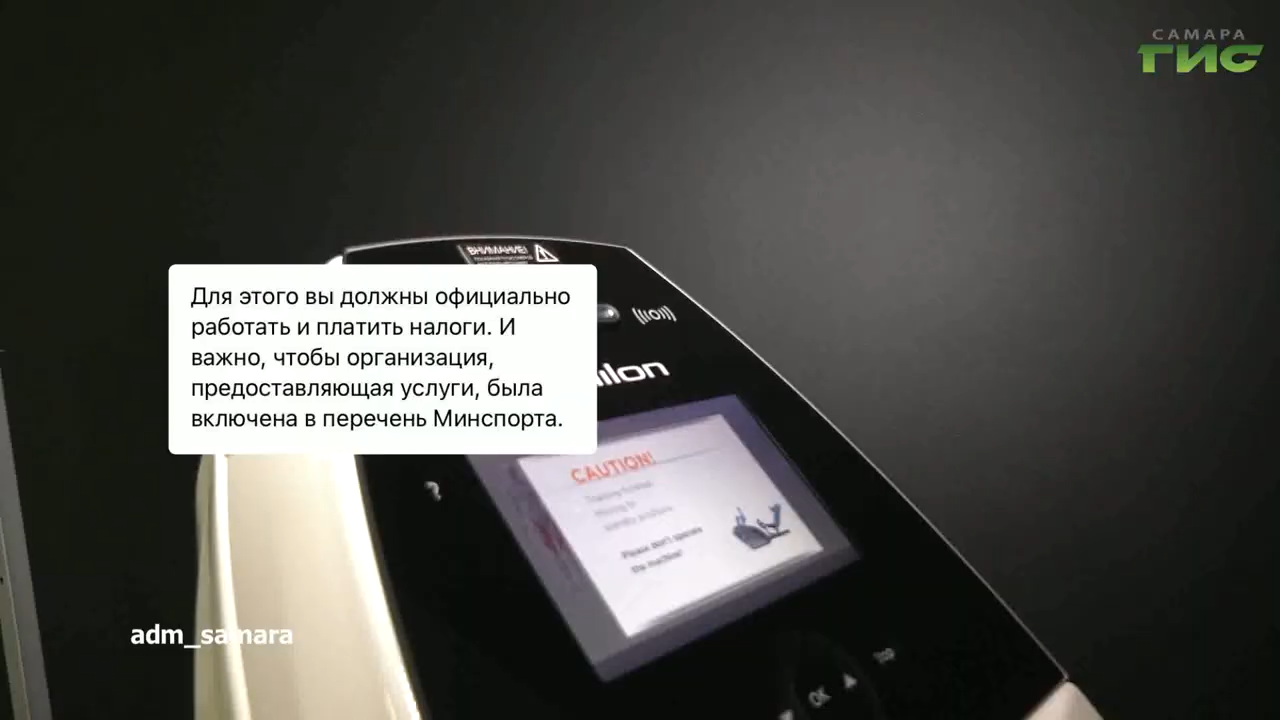 САМАРА
ГИС
ВНИМАНИЕ!
Для этого вы должны официально
работать и платить налоги. И
важно, чтобы организация,
предоставляющая услуги, была
включена в перечень Минспорта.
CAUTION!
Please don't operate
the machine!
adm_samara
OK